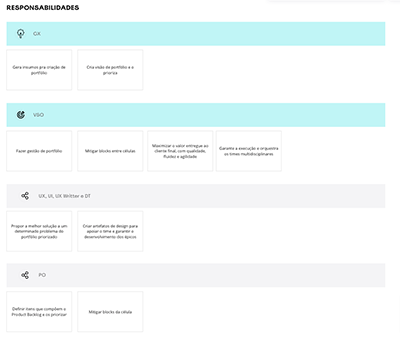 RESPONSABILIDADES
GX
Gera insumos pra criação de
portfólio
Cria visão de portfólio e o
prioriza
VSO
Fazer gestão de portfólio
Mitigar blocks entre células
Maximizar o valor entregue ao
cliente final, com qualidade,
fluidez e agilidade
Garante a execução e orquestra
os times multidisciplinares
UX, UI, UX Writter e DT
Propor a melhor solução a um
determinado problema do
portfólio priorizado
Criar artefatos de design para
apoiar o time e garantir o
desenvolvimento dos épicos
PO
Definir itens que compõem o
Product Backlog e os priorizar
Mitigar blocks da célula